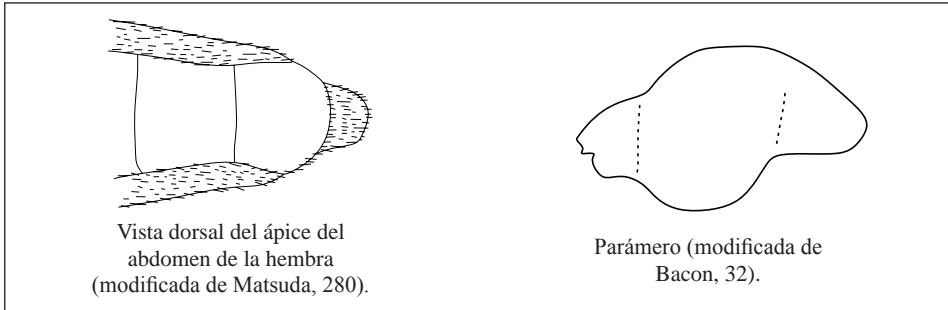 Vista dorsal del ápice del
abdomen de la hembra
(modificada de Matsuda, 280).
Parámero (modificada de
Bacon, 32).